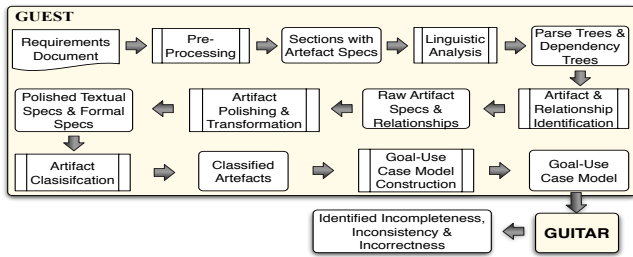 GUEST
Requirements
Document
Pre-
Processing
Sections with
Artefact Specs
Linguistic
Analysis
Parse Trees &
Dependency
Trees
Polished Textual
Specs & Formal
Specs
Artifact
Polishing &
Transformation
Raw Artifact
Specs &
Relationships
Artifact &
Relationship
Identification
Artifact
Clasisifcation
Classified
Artefacts
Goal-Use
Case Model
Construction
Goal-Use
Case Model
Identified Incompleteness,
Inconsistency &
Incorrectness
GUITAR